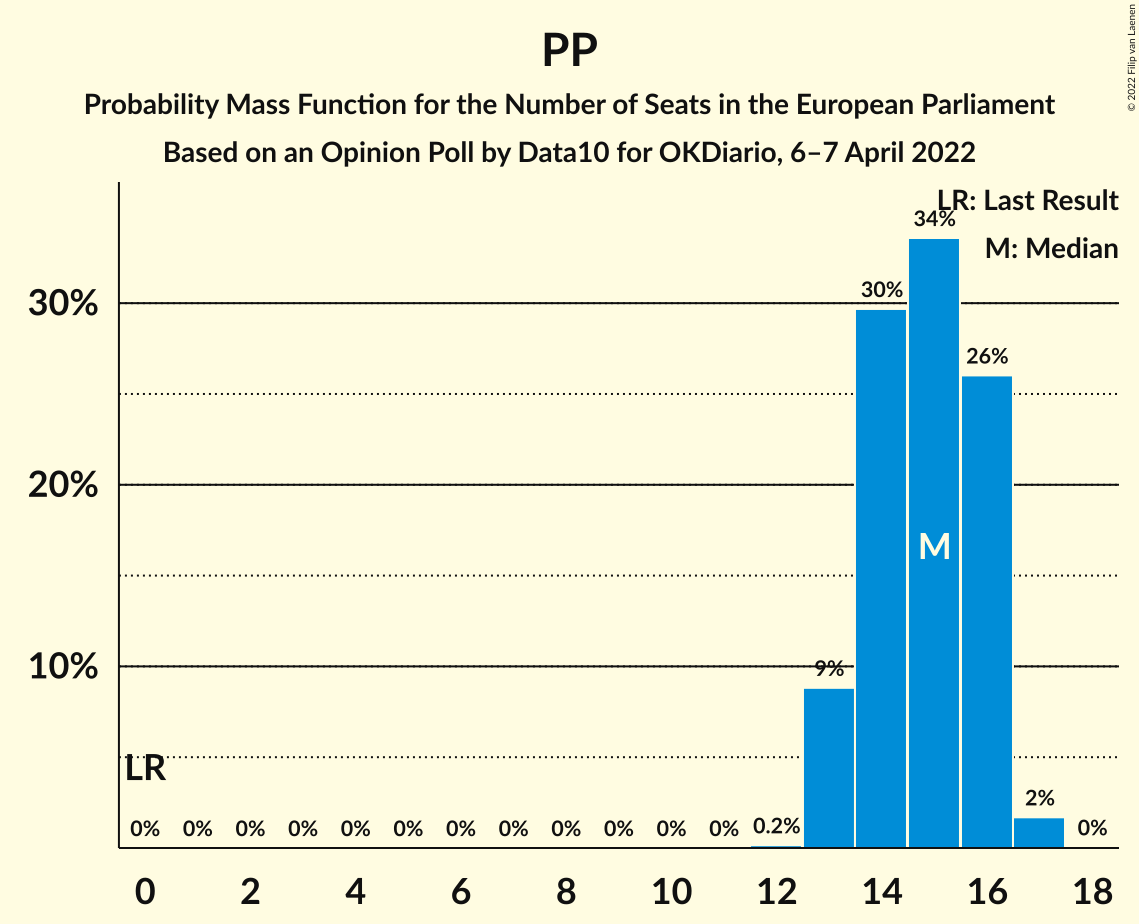 PP
Probability Mass Function for the Number of Seats in the European Parliament
Based on an Opinion Poll by Data10 for OKDiario, 6–7 April 2022
© 2022 Filip van Laenen
LR: Last Result
M: Median
34%
30%
30%
26%
20%
M
10%
9%
LR
2%
0% 0% 0% 0% 0% 0% 0% 0% 0% 0% 0% 0% 0.2% 0%
0 2 4 6 8 10 12 14 16 18